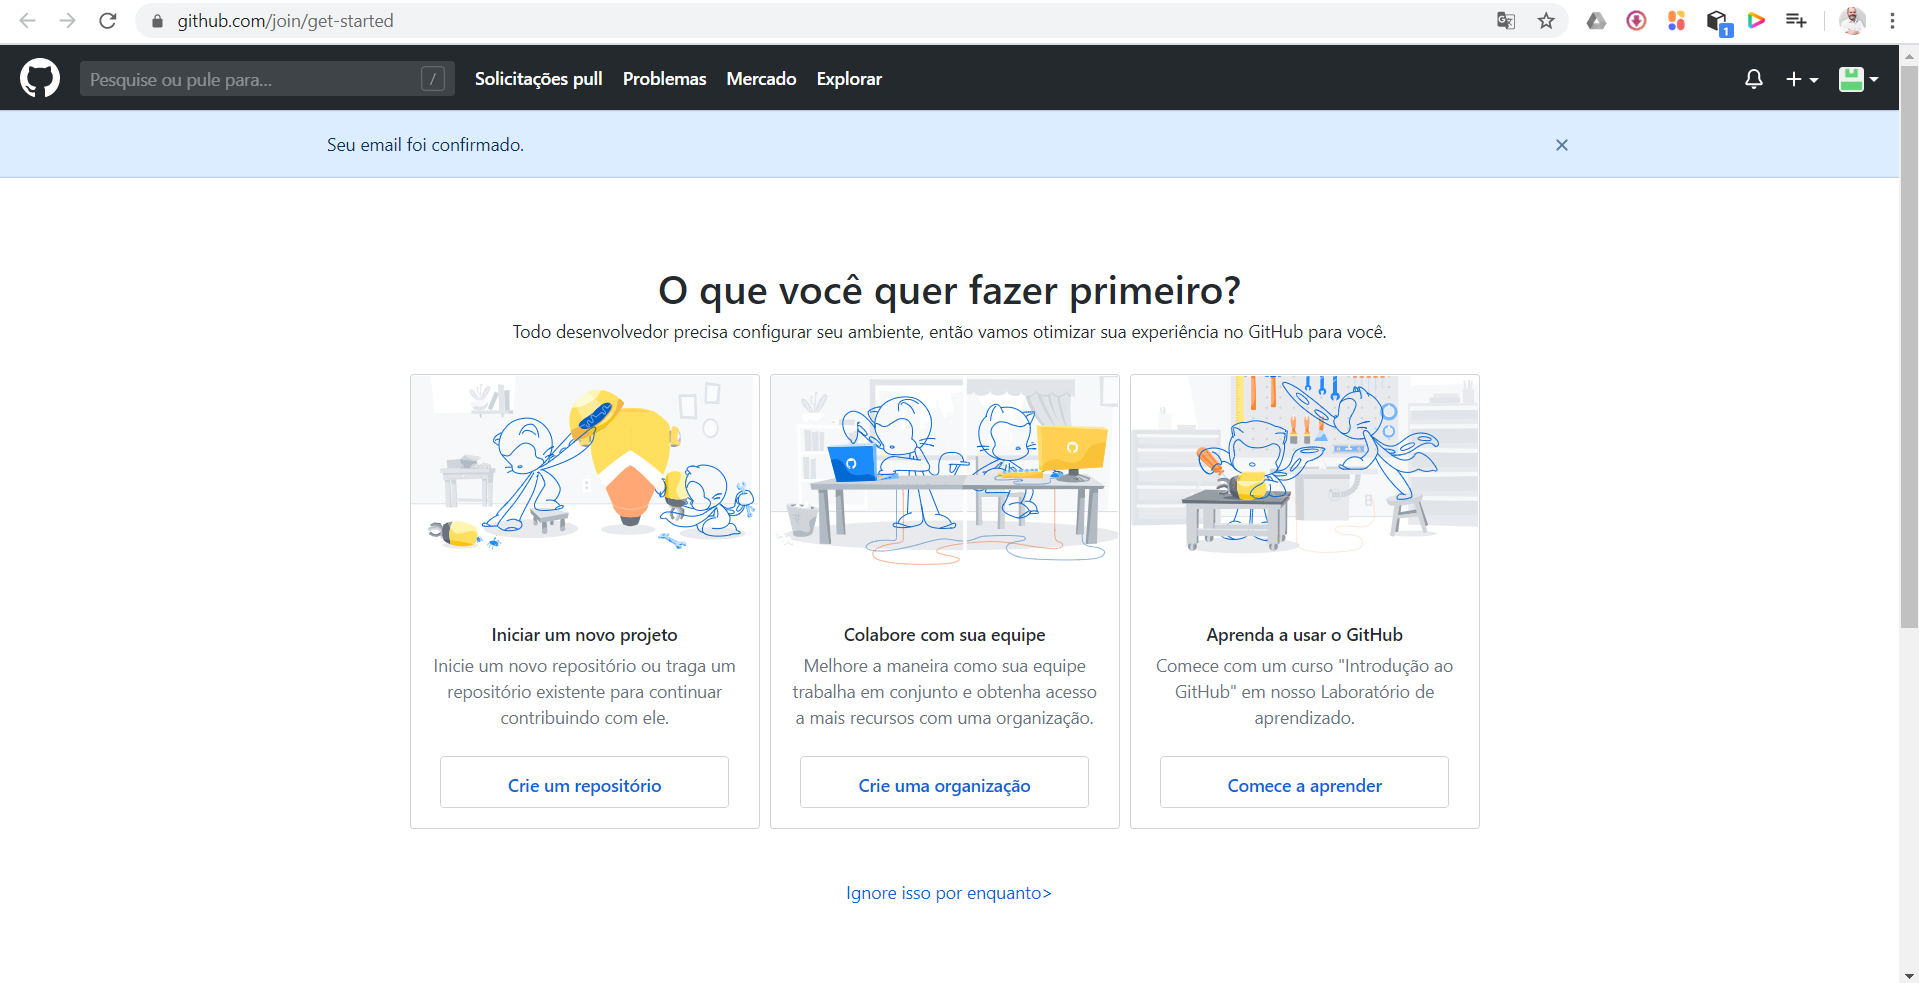 github.com/join/get-started
1
Pesquise ou pule para...
/
Solicitações pull
Problemas
Mercado
Explorar
Seu email foi confirmado.
O que você quer fazer primeiro?
Todo desenvolvedor precisa configurar seu ambiente, então vamos otimizar sua experiência no GitHub para você.
Iniciar um novo projeto
Inicie um novo repositório ou traga um
repositório existente para continuar
contribuindo com ele.
Crie um repositório
Colabore com sua equipe
Melhore a maneira como sua equipe
trabalha em conjunto e obtenha acesso
a mais recursos com uma organização.
Crie uma organização
Aprenda a usar o GitHub
Comece com um curso "Introdução ao
GitHub" em nosso Laboratório de
aprendizado.
Comece a aprender
Ignore isso por enquanto>